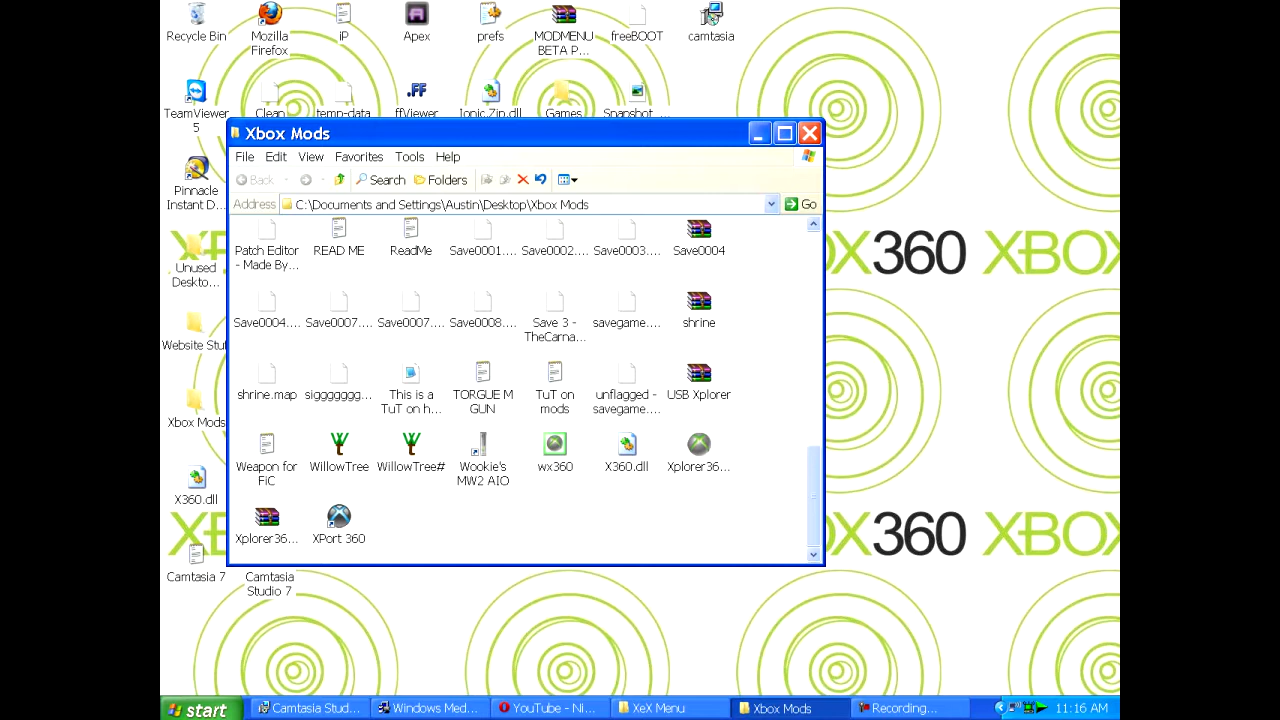 Recycle Bin
Mozilla
Firefox
iP
Apex
prefs
MODMENU
BETA P...
freeBOOT
camtasia
TeamViewer
5
Clean
temp-data
ffViewer
Ionic.Zip.dll
Games
Snapshot ...
.FF
Pinnacle
Instant D...
Unused
Deskto...
Website Stuf
Xbox Mods
X360.dll
Camtasia 7
Camtasia
Studio 7
Xbox Mods
File Edit View Favorites Tools Help
Back Search Folders
Address C:\Documents and Settings\Austin\Desktop\Xbox Mods Go
Patch Editor
- Made By...
READ ME
ReadMe
Save0001....
Save0002....
Save0003....
Save0004
Save0004....
Save0007....
Save0007....
Save0008....
Save 3 -
TheCarna...
savegame....
shrine
shrine.map
sigggggggg...
This is a
TuT on h...
TORGUE M
GUN
TuT on
mods
unflagged -
savegame....
USB Xplorer
Weapon for
FiC
WillowTree
WillowTree#
Wookie's
MW2 AIO
wx360
X360.dll
Xplorer36...
Xplorer36...
XPort 360
360 XBOX
OX360 XBOX
start
Camtasia Stud...
Windows Med...
YouTube - Ni...
XeX Menu
Xbox Mods
Recording...
11:16 AM